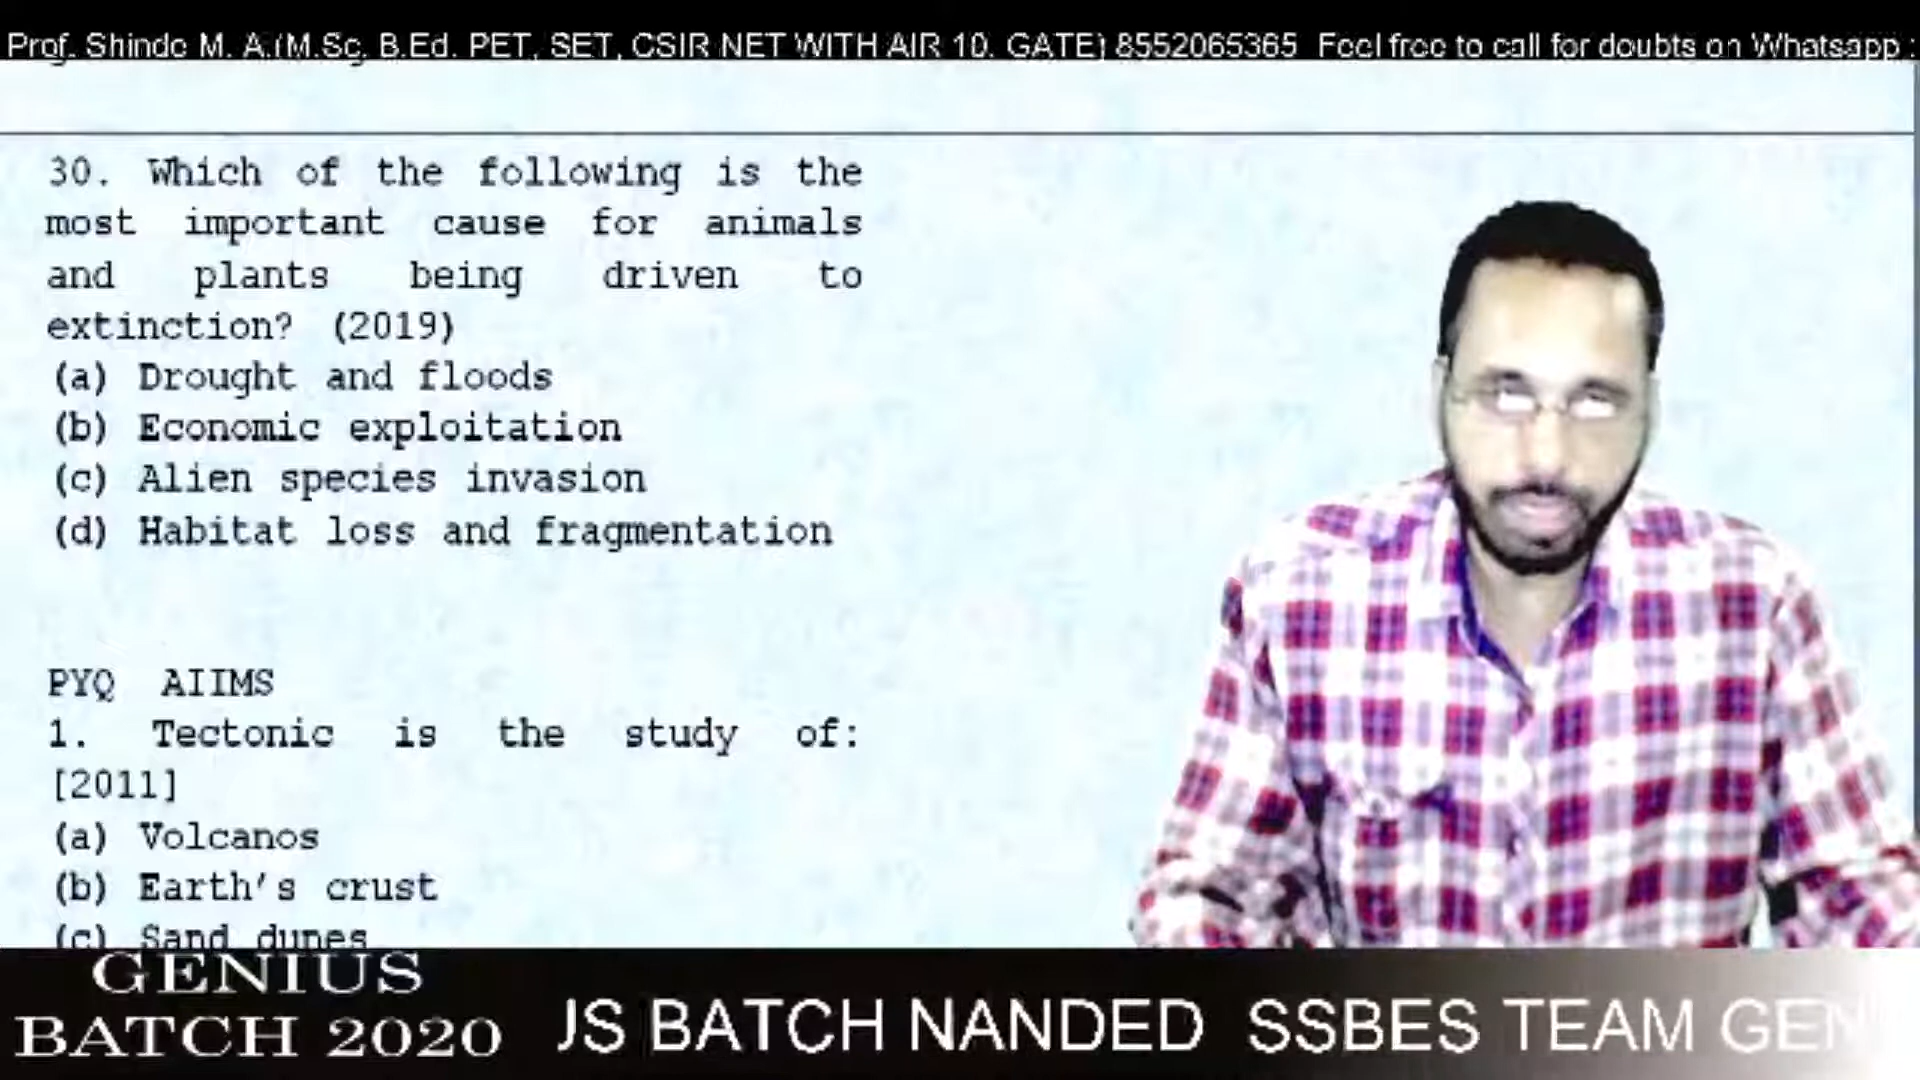 Prof. Shinde M. A.(M.Sc. B.Ed. PET, SET, CSIR NET WITH AIR 10. GATE) 8552065365 Feel free to call for doubts on Whatsapp :
30. Which of the following is the
most important cause for animals
and plants being driven to
extinction? (2019)
(a) Drought and floods
(b) Economic exploitation
(c) Alien species invasion
(d) Habitat loss and fragmentation
PYQ AIIMS
1. Tectonic is the study of:
[2011]
(a) Volcanos
(b) Earth's crust
(c) Sand dunes
GENIUS
BATCH 2020
JS BATCH NANDED SSBES TEAM GEN